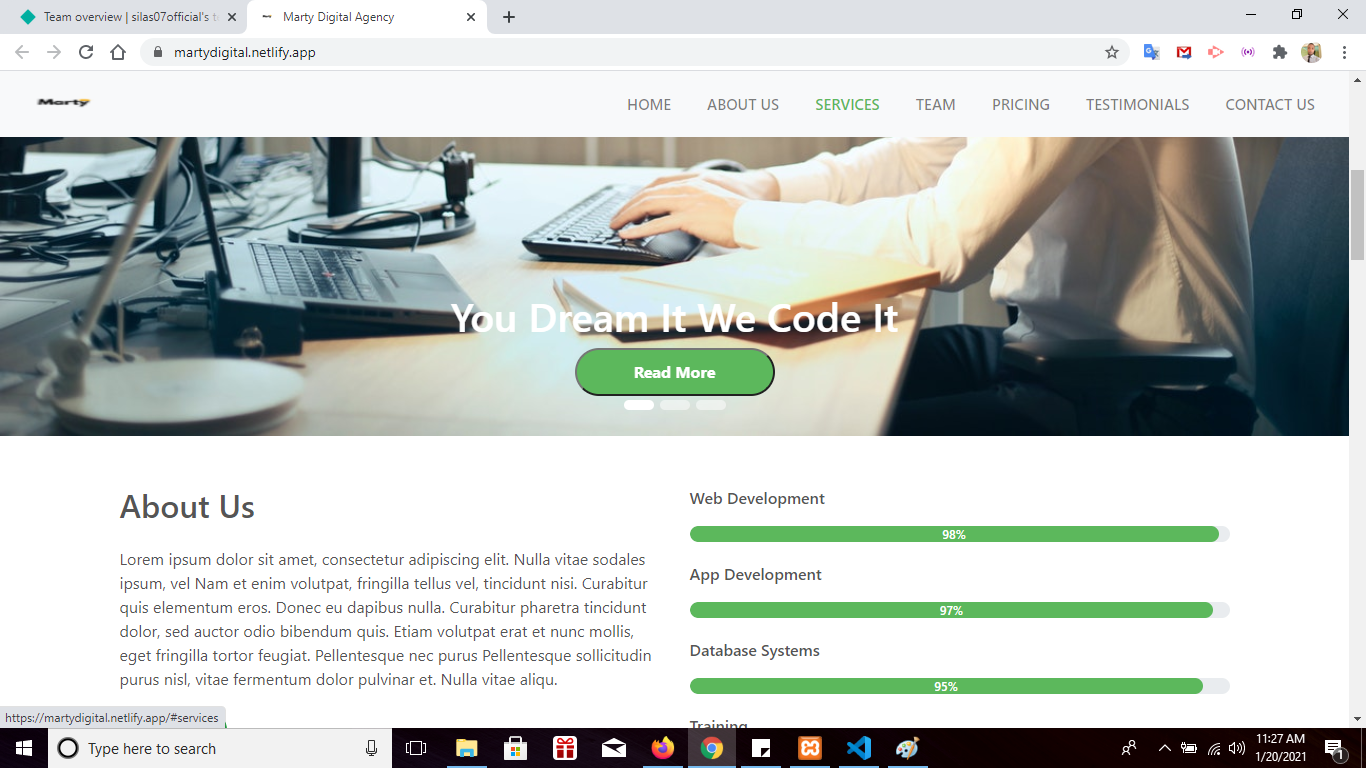 Team overview | silas07official's t
Marty Digital Agency
martydigital.netlify.app
Marty
HOME ABOUT US SERVICES TEAM PRICING TESTIMONIALS CONTACT US
You Dream It We Code It
Read More
About Us
Lorem ipsum dolor sit amet, consectetur adipiscing elit. Nulla vitae sodales
ipsum, vel Nam et enim volutpat, fringilla tellus vel, tincidunt nisi. Curabitur
quis elementum eros. Donec eu dapibus nulla. Curabitur pharetra tincidunt
dolor, sed auctor odio bibendum quis. Etiam volutpat erat et nunc mollis,
eget fringilla tortor feugiat. Pellentesque nec purus Pellentesque sollicitudin
purus nisl, vitae fermentum dolor pulvinar et. Nulla vitae aliqu.
Web Development
98%
App Development
97%
Database Systems
95%
Training
https://martydigital.netlify.app/#services
Type here to search
11:27 AM
1/20/2021
1